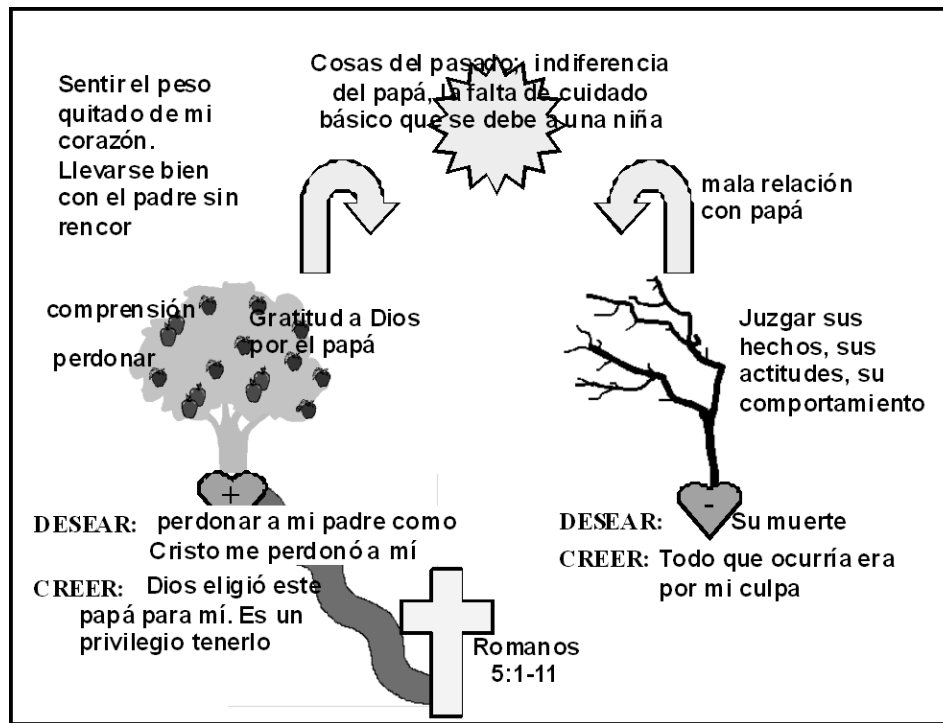 Cosas del pasado; indiferencia
del papá, la falta de cuidado
básico que se debe a una niña
Sentir el peso
quitado de mi
corazón.
Llevarse bien
con el padre sin
rencor
mala relación
con papá
comprensión
perdonar
Gratitud a Dios
por el papá
Juzgar sus
hechos, sus
actitudes, su
comportamiento
+
-
DESEAR: perdonar a mi padre como
Cristo me perdonó a mí
CREER: Dios eligió este
papá para mí. Es un
privilegio tenerlo
DESEAR: Su muerte
CREER: Todo que ocurría era
por mi culpa
Romanos
5:1-11